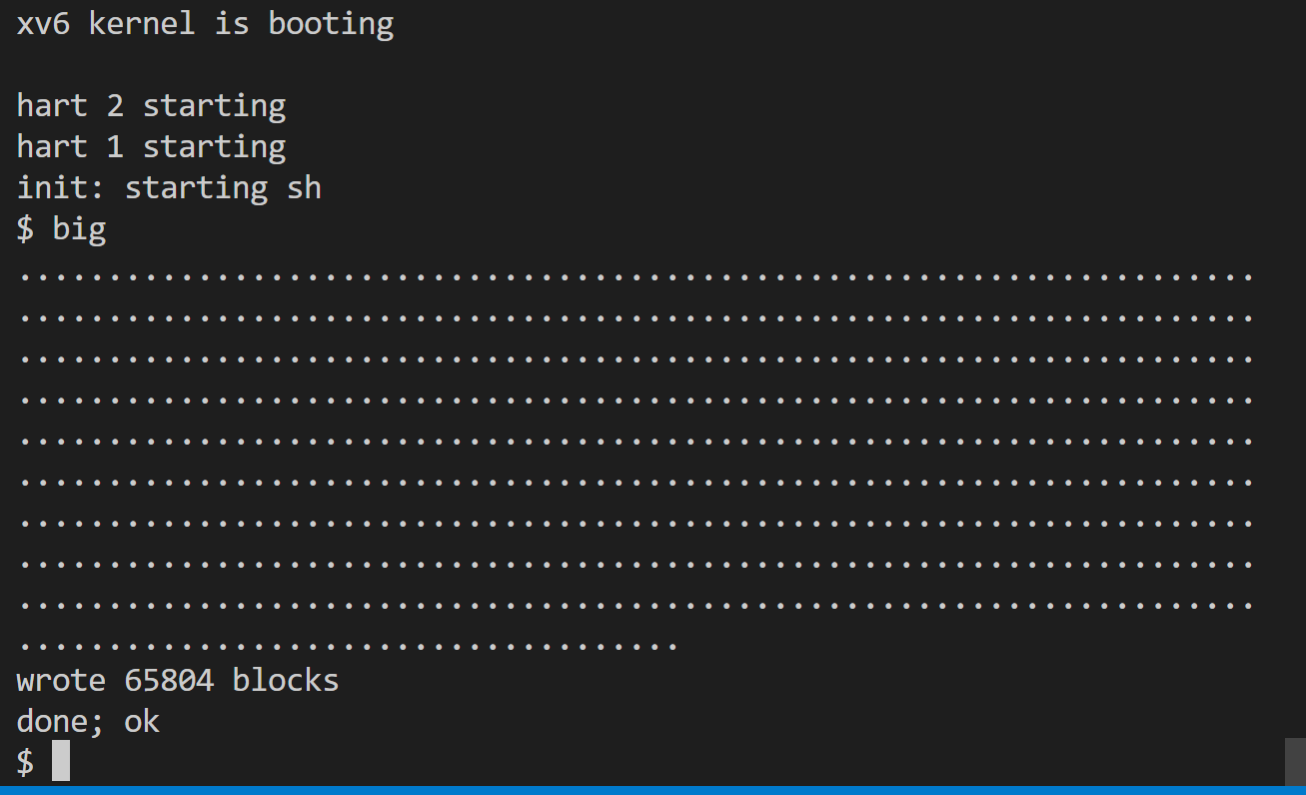 xv6 kernel is booting
hart 2 starting
hart 1 starting
init: starting sh
$ big
.....................................................................
.....................................................................
.....................................................................
.....................................................................
.....................................................................
.....................................................................
.....................................................................
.....................................................................
.....................................................................
.....................................
wrote 65804 blocks
done; ok
$